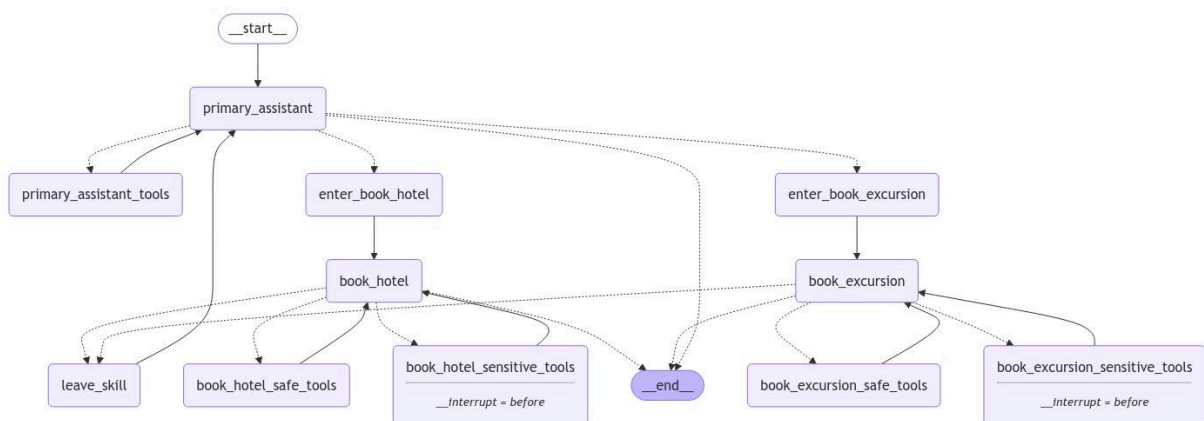 __start__
primary_assistant
primary_assistant_tools
enter_book_hotel
enter_book_excursion
book_hotel
book_excursion
leave_skill
book_hotel_safe_tools
book_hotel_sensitive_tools
__interrupt = before
__end__
book_excursion_safe_tools
book_excursion_sensitive_tools
__interrupt = before